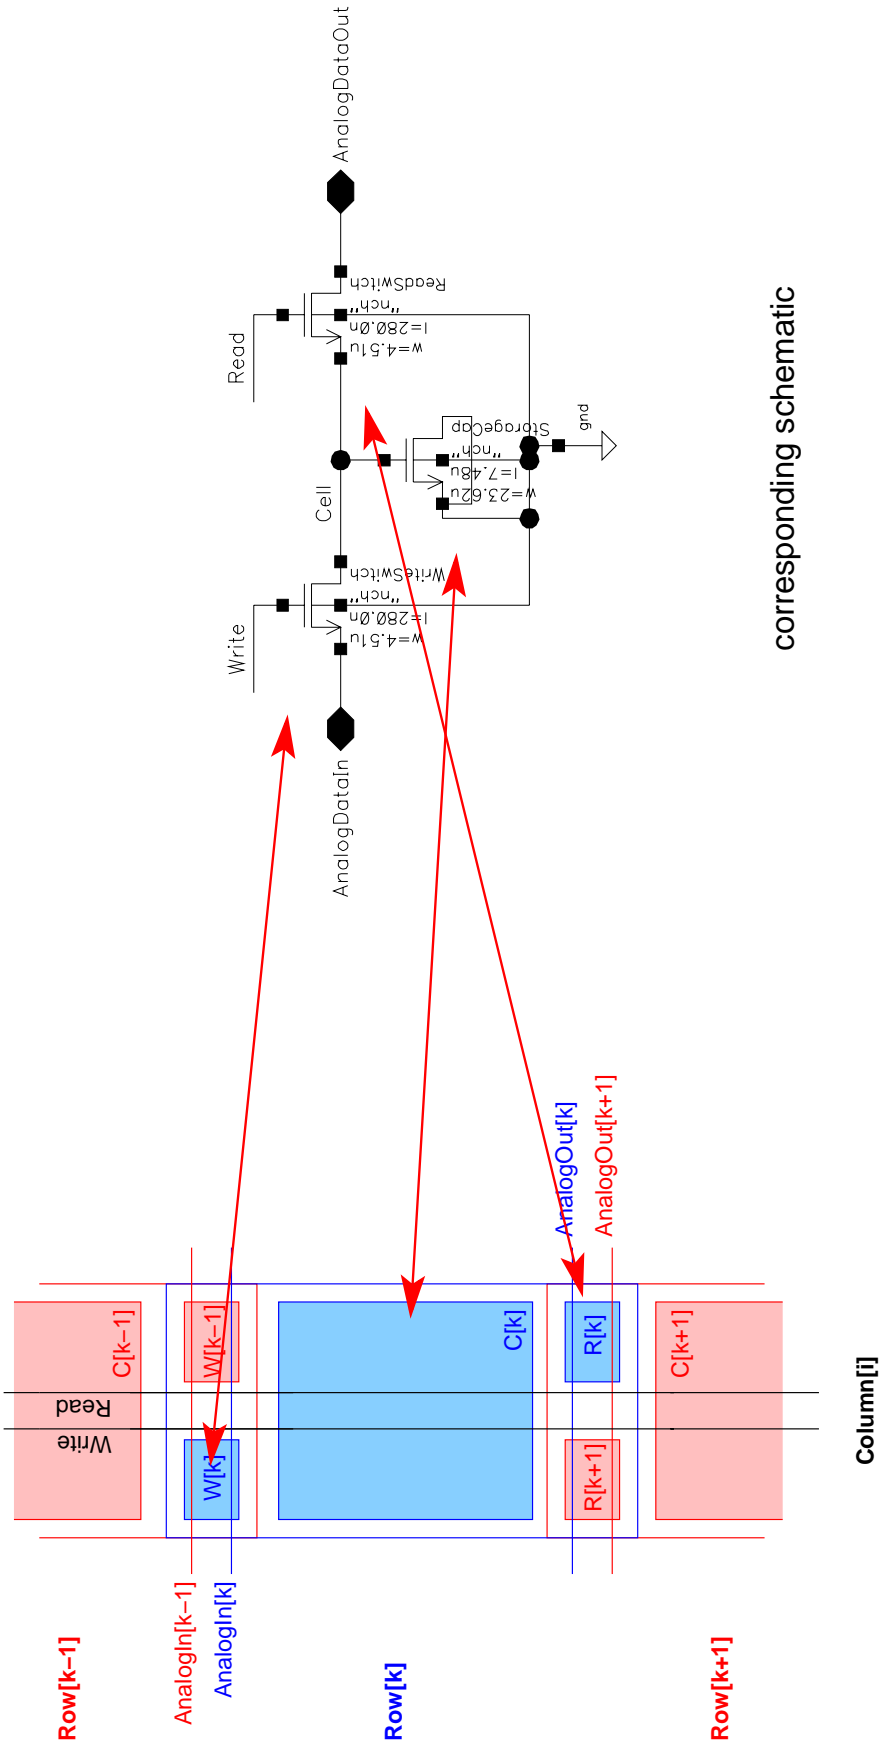 Row[k−1]
Row[k]
Row[k+1]
AnalogIn[k−1]
AnalogIn[k]
C[k−1]
W[k]
W[k−1]
Write
Read
C[k]
R[k+1]
R[k]
C[k+1]
AnalogOut[k]
AnalogOut[k+1]
Column[i]
AnalogDataIn
Write
WriteSwitch
"nch"
l=280.0n
w=4.51u
Cell
StorageCap
"nch"
l=7.48u
w=23.62u
gnd
Read
ReadSwitch
"nch"
l=280.0n
w=4.51u
AnalogDataOut
corresponding schematic